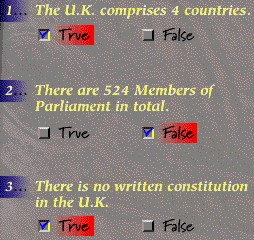 1... The U.K. comprises 4 countries.
True False
2... There are 524 Members of
Parliament in total.
True False
3... There is no written constitution
in the U.K.
True False